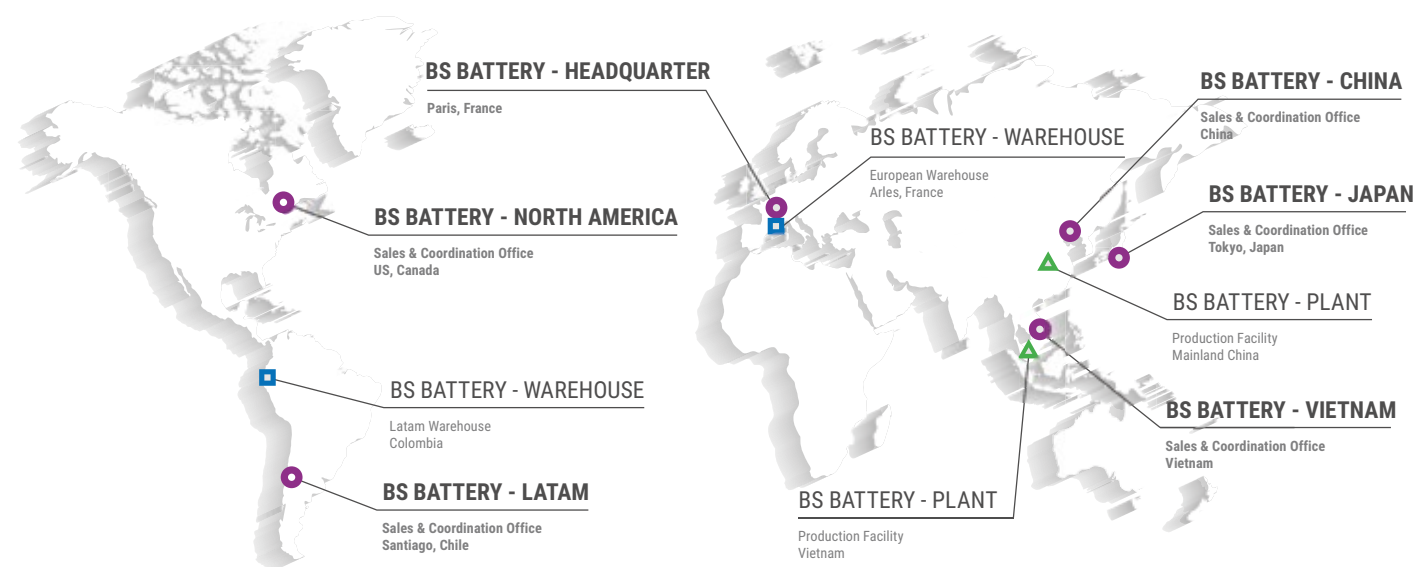 BS BATTERY - HEADQUARTER
Paris, France
BS BATTERY - WAREHOUSE
European Warehouse
Arles, France
BS BATTERY - CHINA
Sales & Coordination Office
China
BS BATTERY - JAPAN
Sales & Coordination Office
Tokyo, Japan
BS BATTERY - NORTH AMERICA
Sales & Coordination Office
US, Canada
BS BATTERY - PLANT
Production Facility
Mainland China
BS BATTERY - WAREHOUSE
Latam Warehouse
Colombia
BS BATTERY - VIETNAM
Sales & Coordination Office
Vietnam
BS BATTERY - LATAM
Sales & Coordination Office
Santiago, Chile
BS BATTERY - PLANT
Production Facility
Vietnam